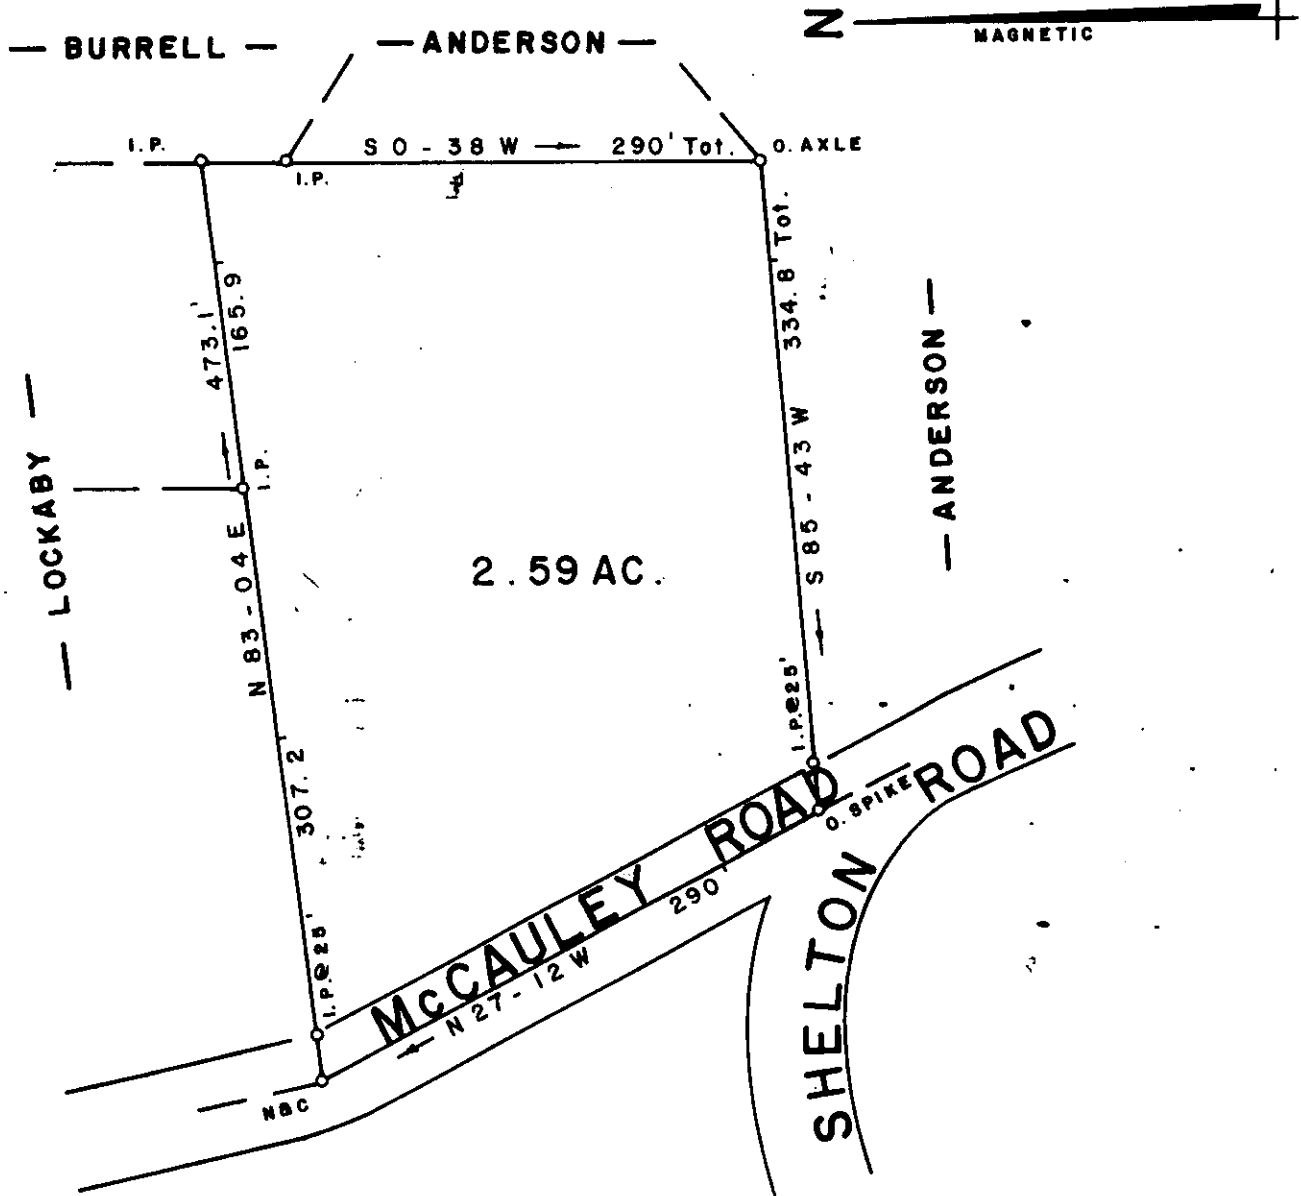 N
MAGNETIC
— BURRELL —
— ANDERSON —
I.P.
S 0 - 38 W → 290' Tot.
O. AXLE
I.P.
334.8' Tot.
S 85 - 43 W
I.P.@25'
— ANDERSON —
473.1'
165.9'
I.P.
N 83 - 04 E
307.2'
I.P.@25'
— LOCKABY —
2.59 AC.
McCAULEY ROAD
290'
N 27 - 12 W
O. SPIKE
NBC
SHELTON ROAD